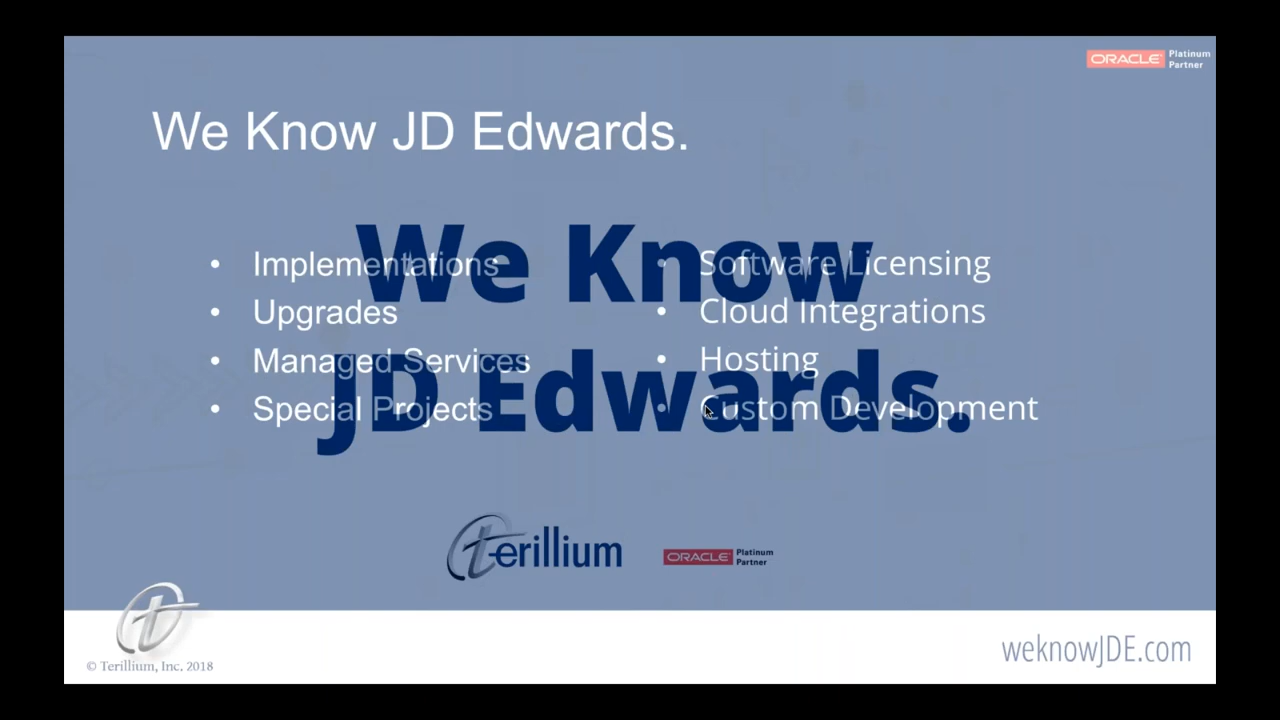 ORACLE Platinum
Partner
We Know JD Edwards.
We Know
JD Edwards.
• Implementations
• Upgrades
• Managed Services
• Special Projects
• Software Licensing
• Cloud Integrations
• Hosting
• Custom Development
terillium
ORACLE Platinum
Partner
© Terillium, Inc. 2018
weknowJDE.com